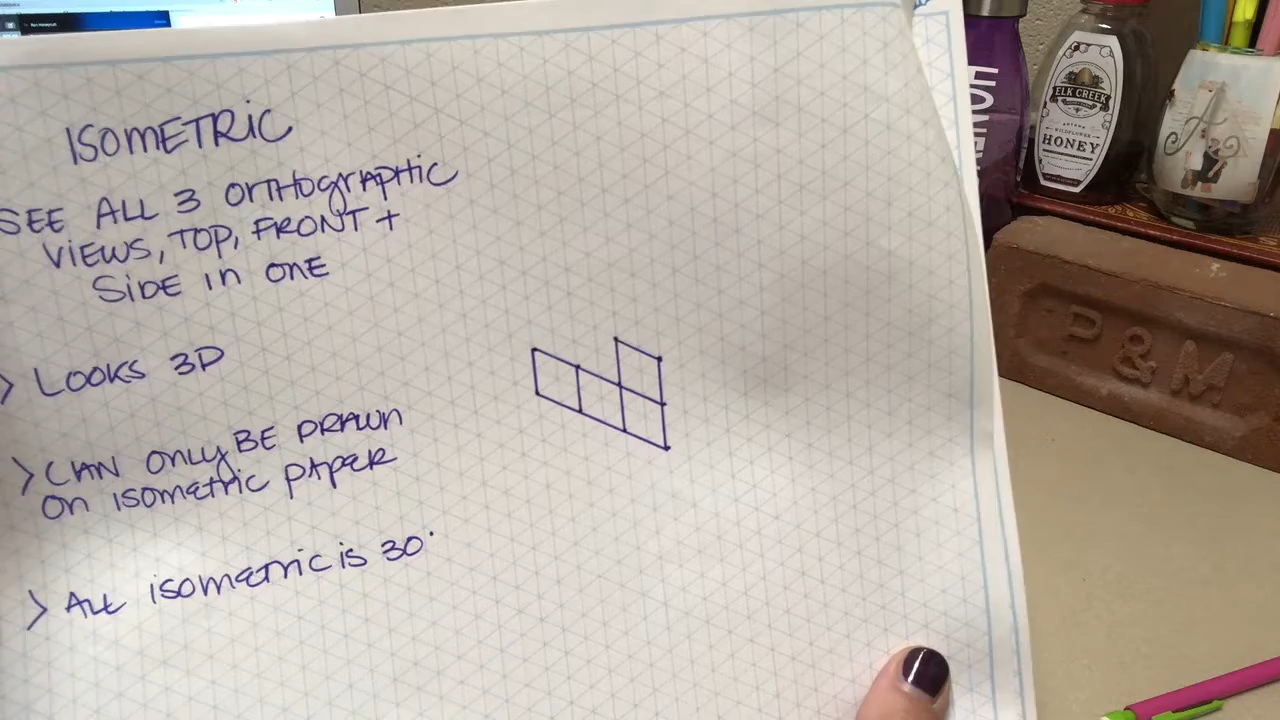 ISOMETRIC
SEE ALL 3 ORTHOGRAPHIC
VIEWS, TOP, FRONT +
SIDE IN ONE
> LOOKS 3D
> CAN ONLY BE DRAWN
ON ISOMETRIC PAPER
> ALL ISOMETRIC IS 30°
ELK CREEK
WILDFLOWER
HONEY
A
P&M